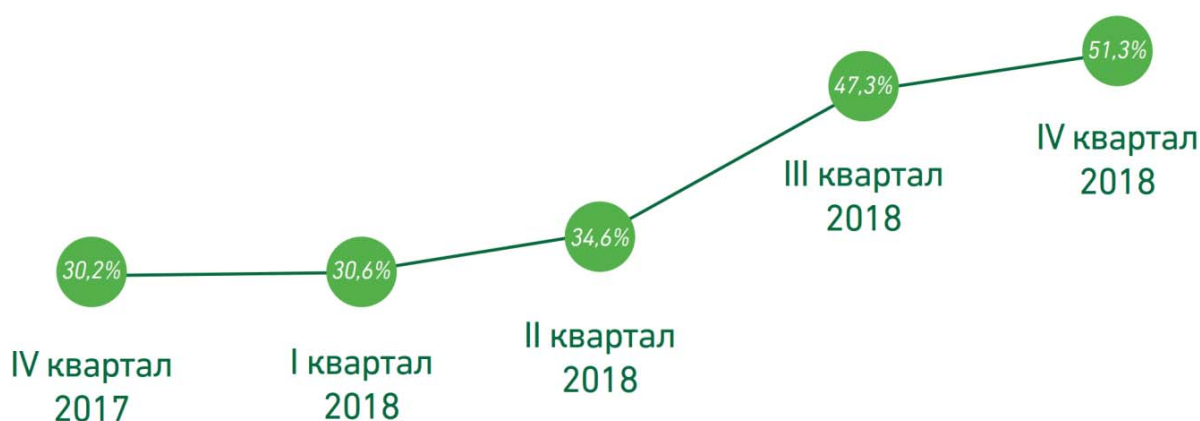 30,2%
IV квартал
2017
30,6%
I квартал
2018
34,6%
II квартал
2018
47,3%
III квартал
2018
51,3%
IV квартал
2018